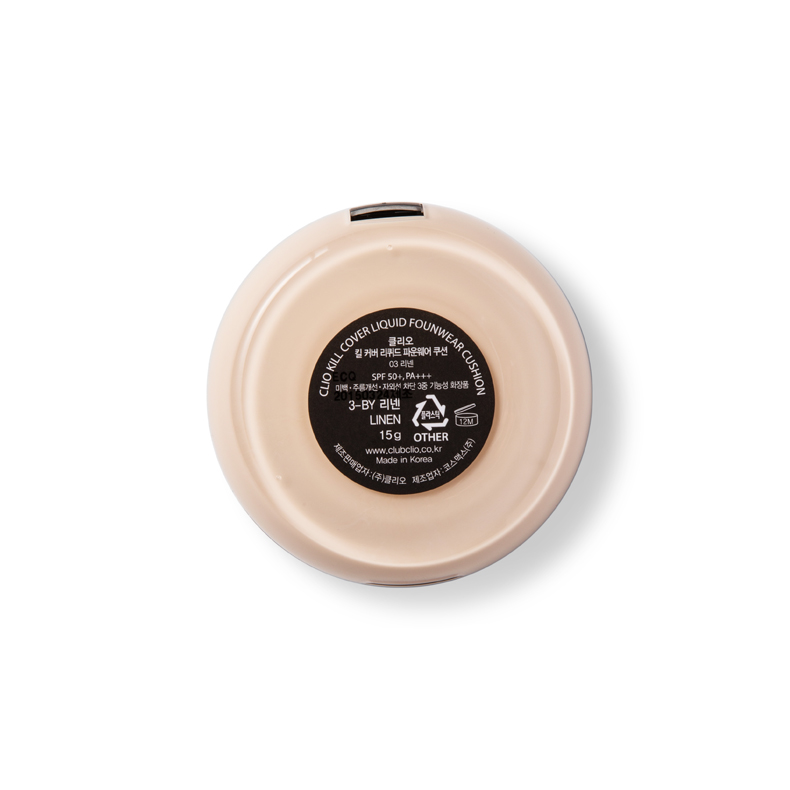 CLIO KILL COVER LIQUID FOUNWEAR CUSHION
클리오
킬 커버 리퀴드 파운웨어 쿠션
03 리넨
SPF 50+, PA+++
미백·주름개선·자외선 차단 3중 기능성 화장품
3-BY 리넨
LINEN
15g
플라스틱
OTHER
12M
www.clubclio.co.kr
Made in Korea
제조판매업자:(주)클리오 제조업자:코스맥스(주)